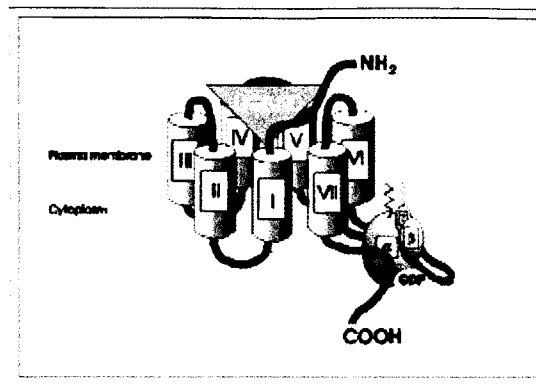 NH2
IV V
III VI
Plasma membrane
II I VII
Cytoplasm
α
GDP
COOH